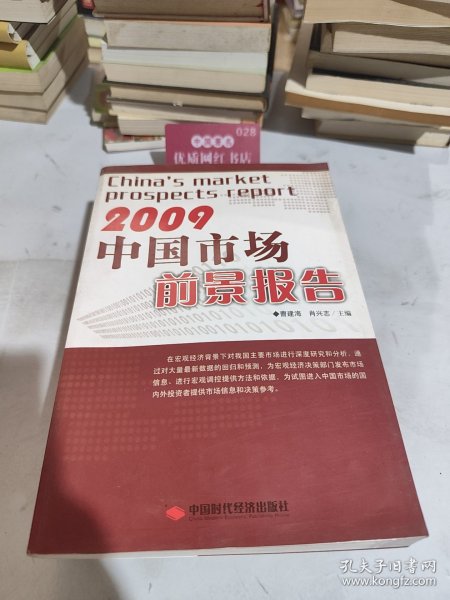 028
中国书店
优质网红书店
China's market
prospects report
2009
中国市场
前景报告
◆曹建海 肖兴志／主编
在宏观经济背景下对我国主要市场进行深度研究和分析，通
过对大量最新数据的回归和预测，为宏观经济决策部门发布市场
信息、进行宏观调控提供方法和依据，为试图进入中国市场的国
内外投资者提供市场信息和决策参考。
中国时代经济出版社
孔夫子旧书网
www.kongfz.com